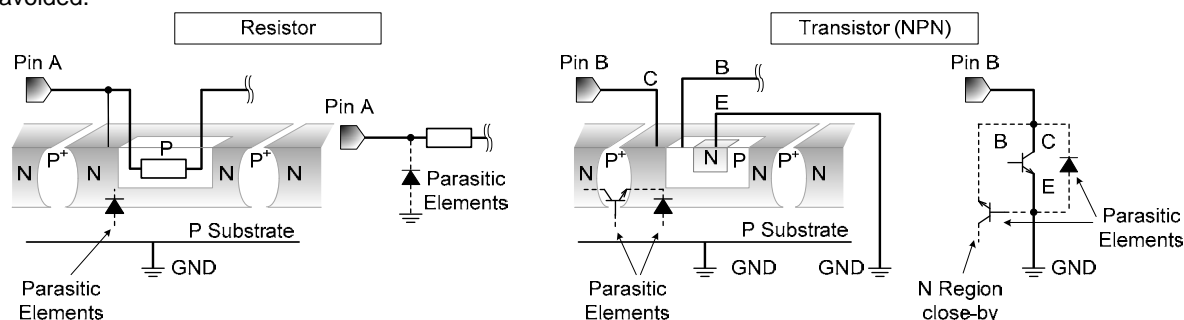 avoided.
Resistor
Transistor (NPN)
Pin A
Pin A
N
P+
N
P
N
P+
N
Parasitic
Elements
P Substrate
GND
Parasitic
Elements
Pin B
C
B
E
N
P+
N
N
P
N
P+
N
P Substrate
GND
GND
Parasitic
Elements
Pin B
B
C
E
Parasitic
Elements
GND
N Region
close-by